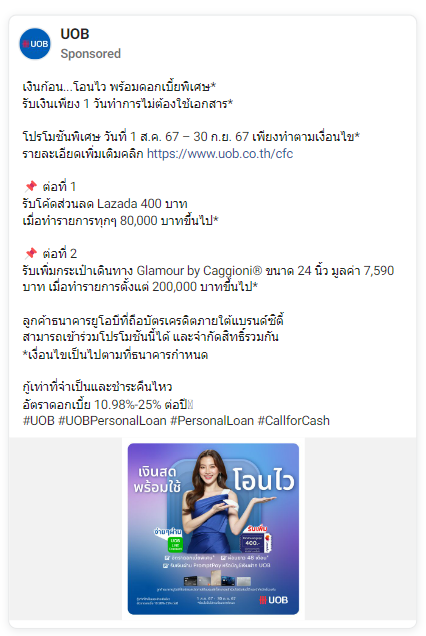 UOB
UOB
Sponsored
เงินก้อน...โอนไว พร้อมดอกเบี้ยพิเศษ*
รับเงินเพียง 1 วันทำการไม่ต้องใช้เอกสาร*
โปรโมชันพิเศษ วันที่ 1 ส.ค. 67 – 30 ก.ย. 67 เพียงทำตามเงื่อนไข*
รายละเอียดเพิ่มเติมคลิก https://www.uob.co.th/cfc
📌 ต่อที่ 1
รับโค้ดส่วนลด Lazada 400 บาท
เมื่อทำรายการทุกๆ 80,000 บาทขึ้นไป*
📌 ต่อที่ 2
รับเพิ่มกระเป๋าเดินทาง Glamour by Caggioni® ขนาด 24 นิ้ว มูลค่า 7,590
บาท เมื่อทำรายการตั้งแต่ 200,000 บาทขึ้นไป*
ลูกค้าธนาคารยูโอบีที่ถือบัตรเครดิตภายใต้แบรนด์ซิตี้
สามารถเข้าร่วมโปรโมชันนี้ได้ และจำกัดสิทธิ์รวมกัน
*เงื่อนไขเป็นไปตามที่ธนาคารกำหนด
กู้เท่าที่จำเป็นและชำระคืนไหว
อัตราดอกเบี้ย 10.98%-25% ต่อปี
#UOB #UOBPersonalLoan #PersonalLoan #CallforCash
เงินสด
พร้อมใช้
โอนไว
ง่ายๆผ่าน
รับเพิ่ม
400.-
UOB